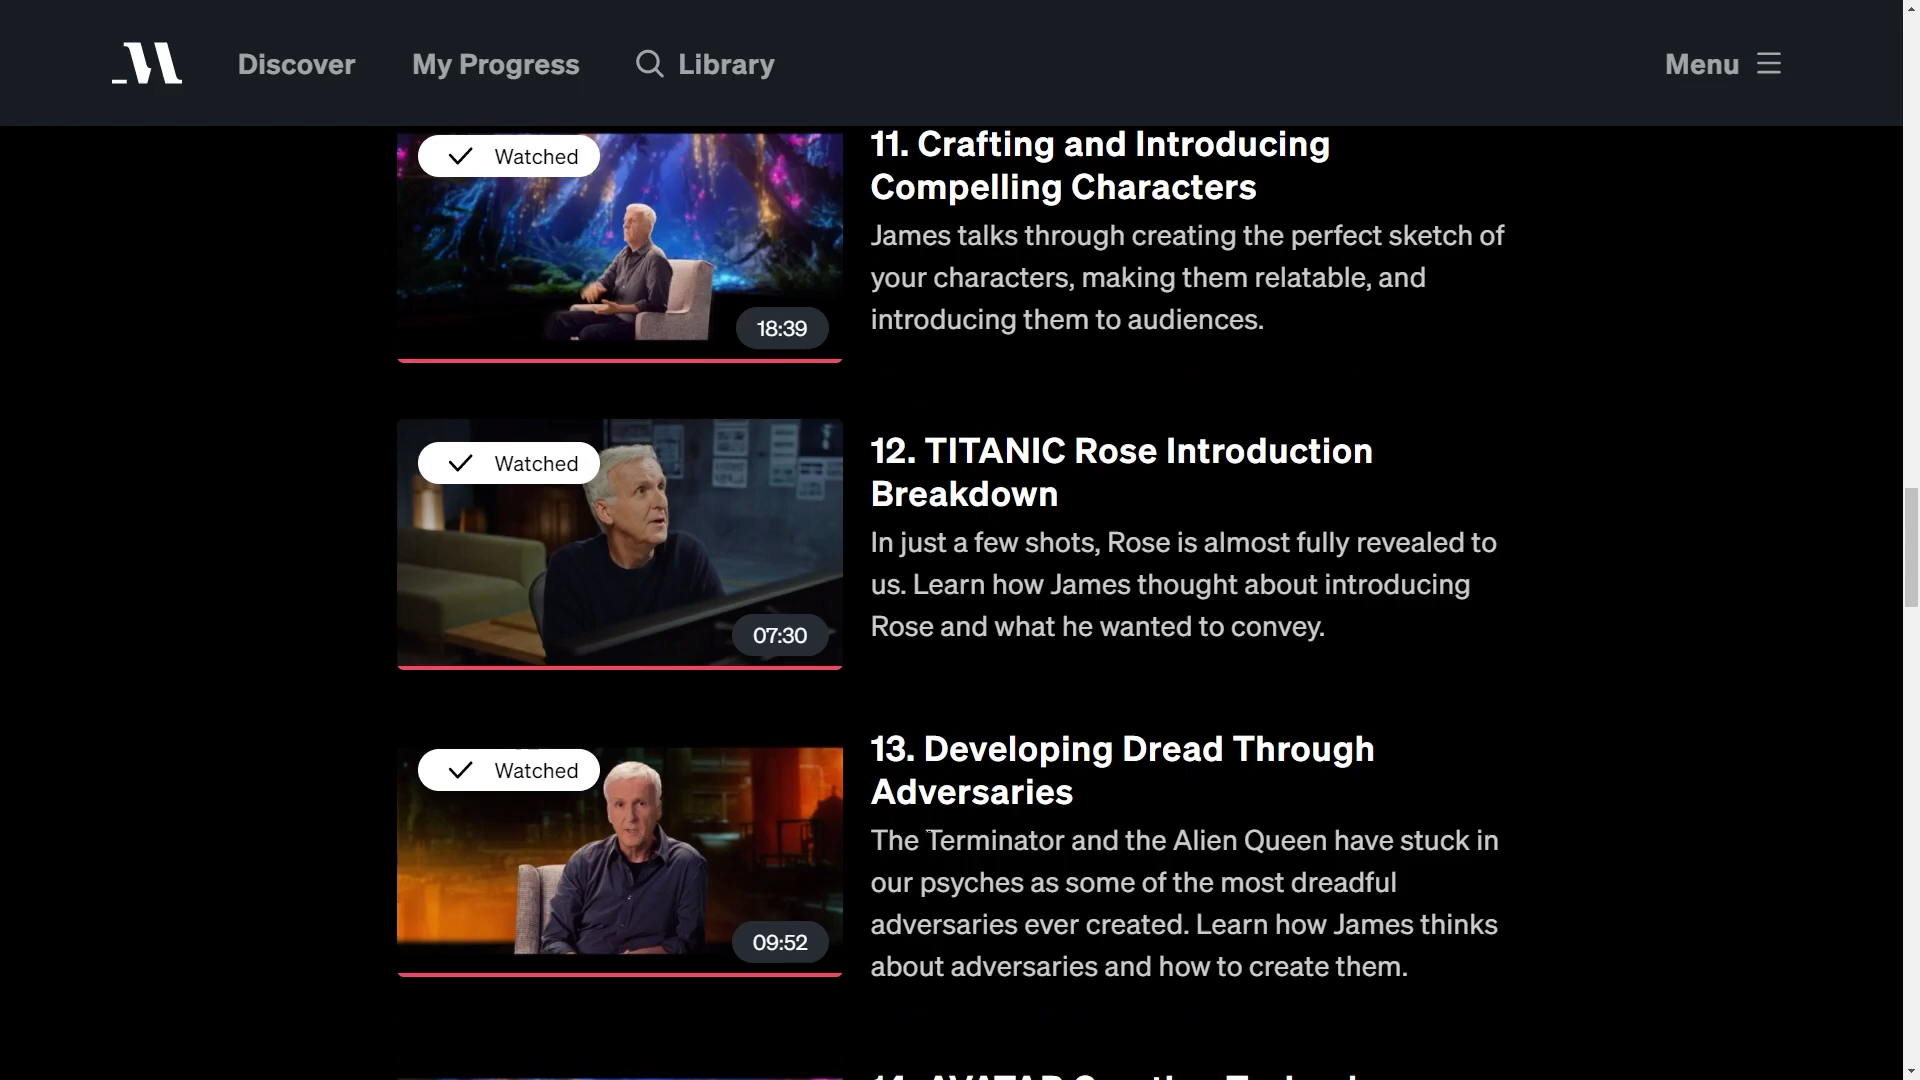 Discover
My Progress
Library
Menu
Watched
18:39
11. Crafting and Introducing
Compelling Characters
James talks through creating the perfect sketch of
your characters, making them relatable, and
introducing them to audiences.
Watched
07:30
12. TITANIC Rose Introduction
Breakdown
In just a few shots, Rose is almost fully revealed to
us. Learn how James thought about introducing
Rose and what he wanted to convey.
Watched
09:52
13. Developing Dread Through
Adversaries
The Terminator and the Alien Queen have stuck in
our psyches as some of the most dreadful
adversaries ever created. Learn how James thinks
about adversaries and how to create them.